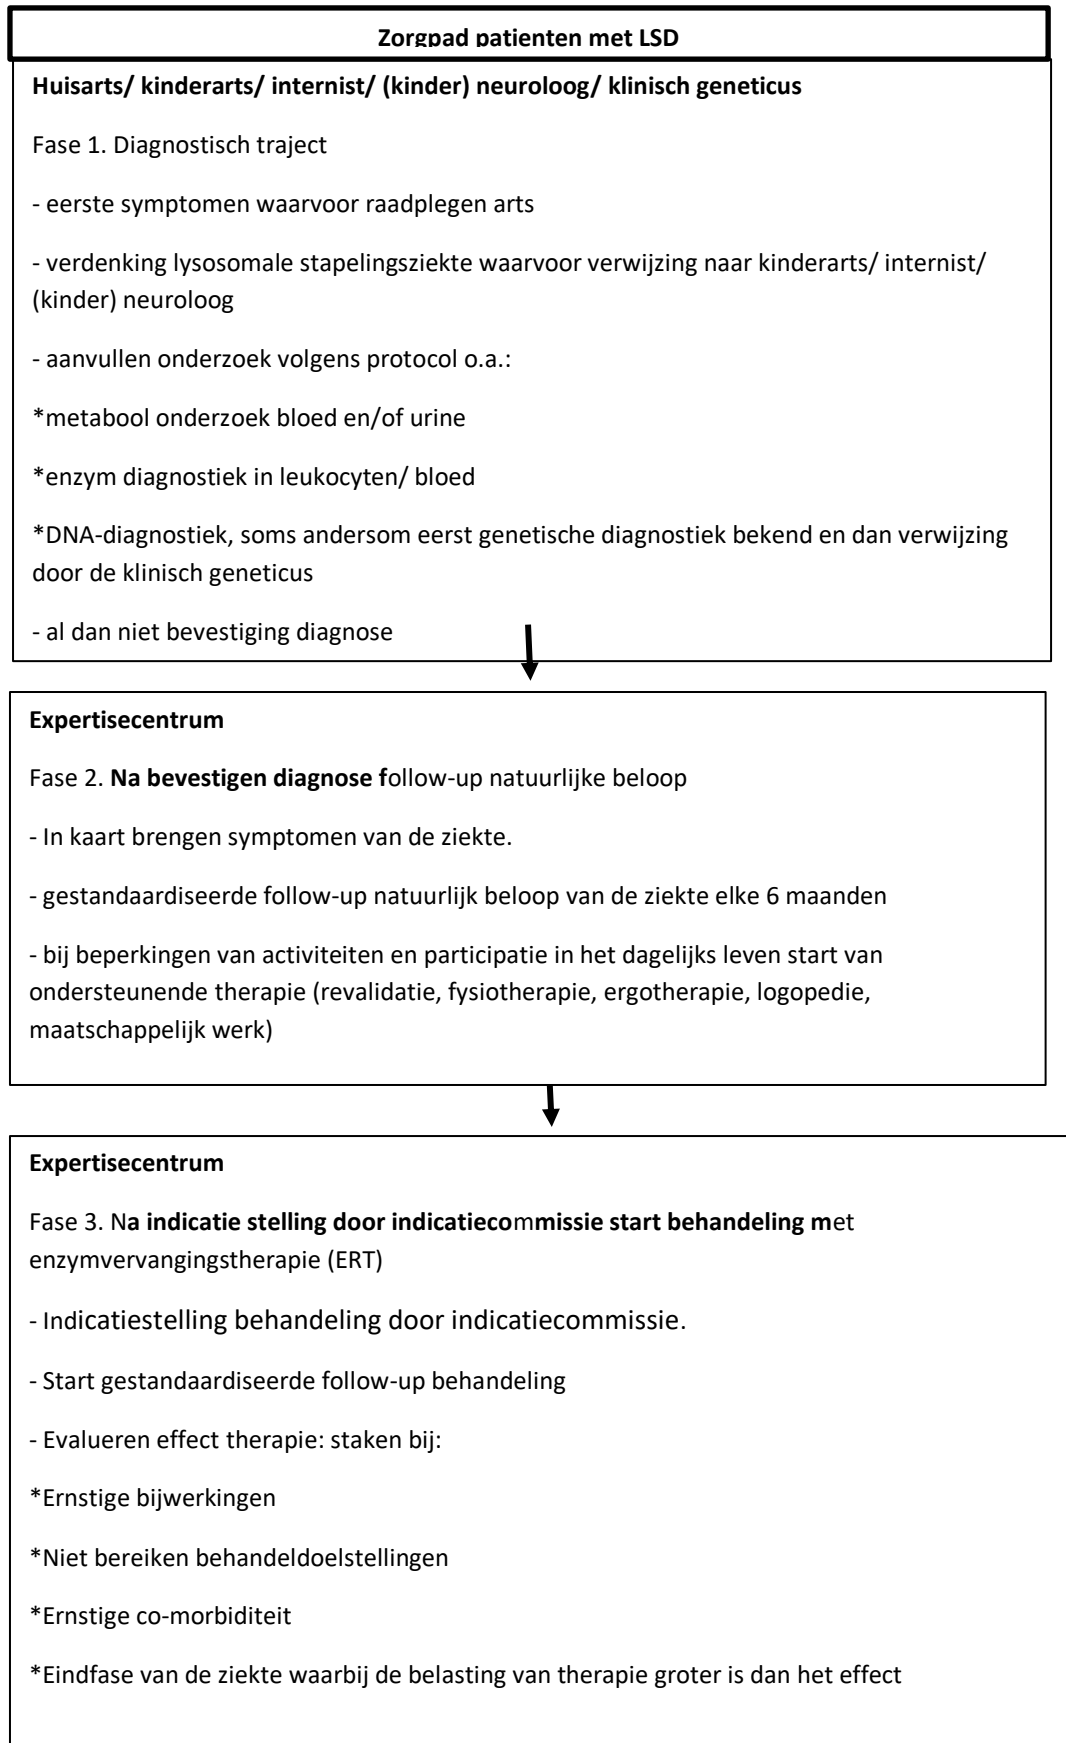 Zorgpad patienten met LSD
Huisarts/ kinderarts/ internist/ (kinder) neuroloog/ klinisch geneticus
Fase 1. Diagnostisch traject
- eerste symptomen waarvoor raadplegen arts
- verdenking lysosomale stapelingsziekte waarvoor verwijzing naar kinderarts/ internist/
(kinder) neuroloog
- aanvullen onderzoek volgens protocol o.a.:
*metabool onderzoek bloed en/of urine
*enzym diagnostiek in leukocyten/ bloed
*DNA-diagnostiek, soms andersom eerst genetische diagnostiek bekend en dan verwijzing
door de klinisch geneticus
- al dan niet bevestiging diagnose
Expertisecentrum
Fase 2. Na bevestigen diagnose follow-up natuurlijke beloop
- In kaart brengen symptomen van de ziekte.
- gestandaardiseerde follow-up natuurlijk beloop van de ziekte elke 6 maanden
- bij beperkingen van activiteiten en participatie in het dagelijks leven start van
ondersteunende therapie (revalidatie, fysiotherapie, ergotherapie, logopedie,
maatschappelijk werk)
Expertisecentrum
Fase 3. Na indicatie stelling door indicatiecommissie start behandeling met
enzymvervangingstherapie (ERT)
- Indicatiestelling behandeling door indicatiecommissie.
- Start gestandaardiseerde follow-up behandeling
- Evalueren effect therapie: staken bij:
*Ernstige bijwerkingen
*Niet bereiken behandeldoelstellingen
*Ernstige co-morbiditeit
*Eindfase van de ziekte waarbij de belasting van therapie groter is dan het effect